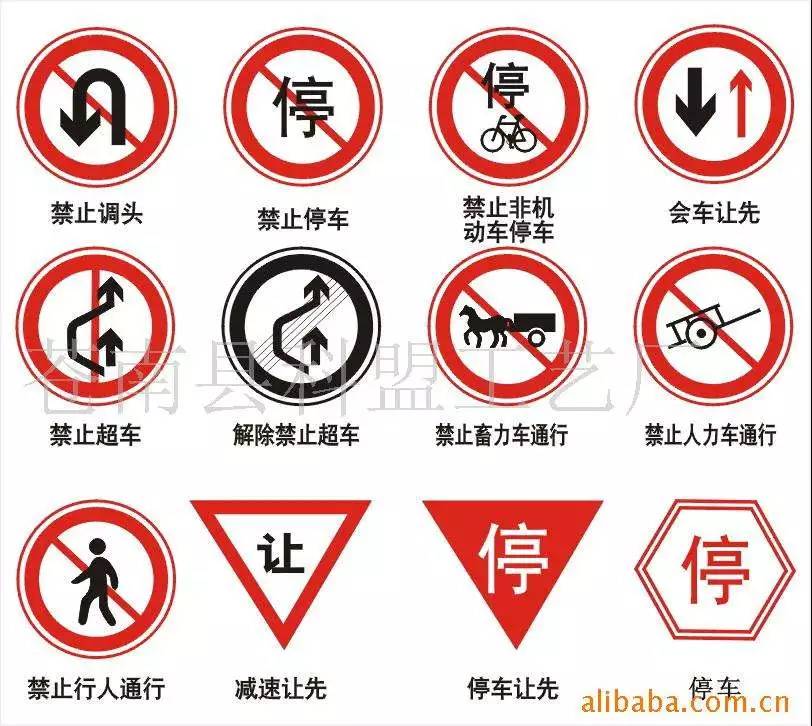 停
停
禁止调头
禁止停车
禁止非机
动车停车
会车让先
苍南县科盟工艺厂
禁止超车
解除禁止超车
禁止畜力车通行
禁止人力车通行
让
停
停
禁止行人通行
减速让先
停车让先
停车
alibaba.com.cn